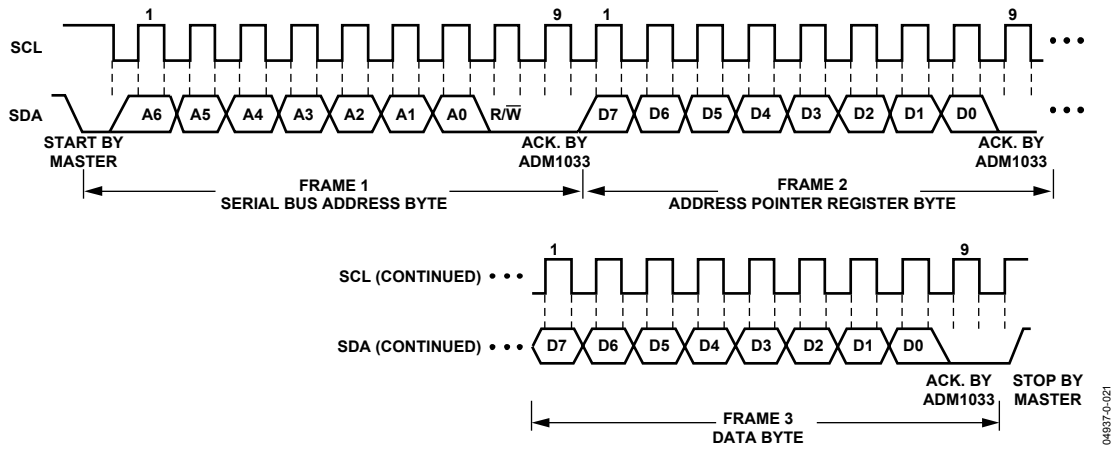 1 9 1 9
SCL
SDA A6 A5 A4 A3 A2 A1 A0 R/W̅ D7 D6 D5 D4 D3 D2 D1 D0
START BY
MASTER
ACK. BY
ADM1033
ACK. BY
ADM1033
FRAME 1
SERIAL BUS ADDRESS BYTE
FRAME 2
ADDRESS POINTER REGISTER BYTE
1 9
SCL (CONTINUED)
SDA (CONTINUED) D7 D6 D5 D4 D3 D2 D1 D0
ACK. BY
ADM1033
STOP BY
MASTER
FRAME 3
DATA BYTE
04937-0-021